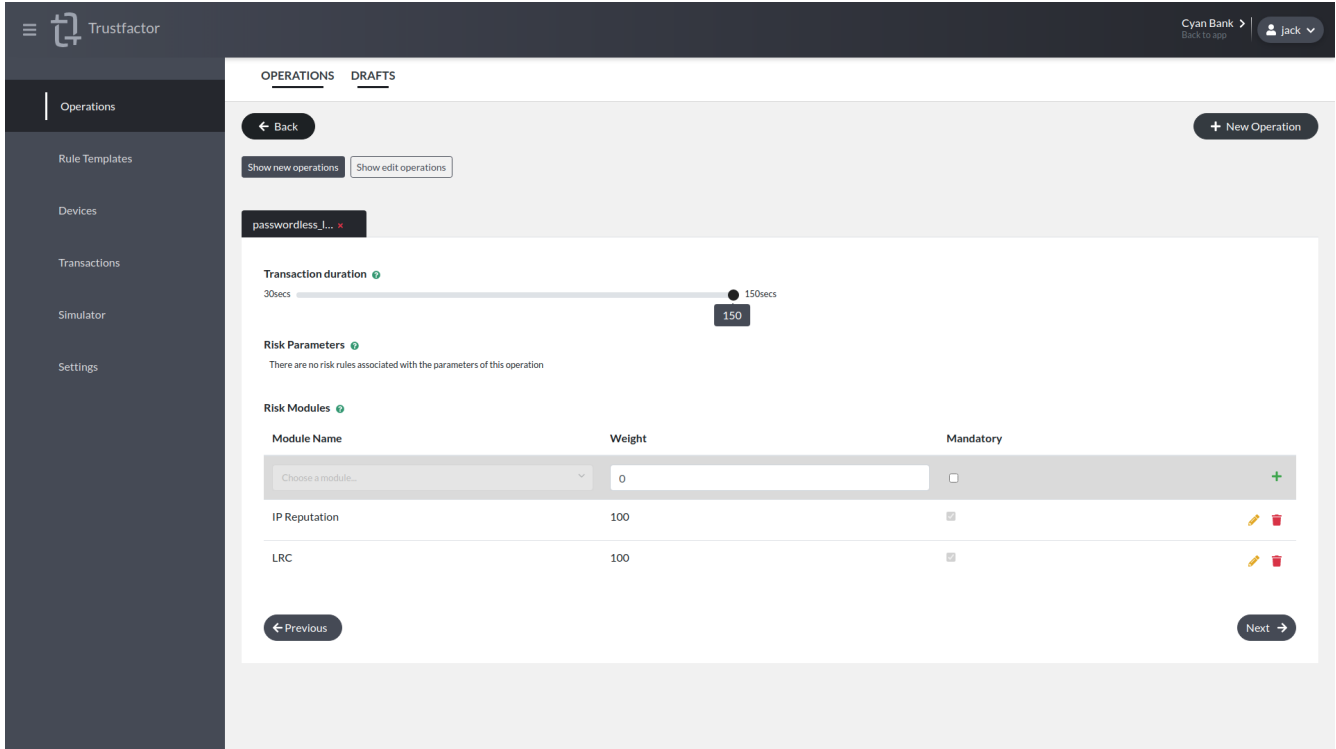 Trustfactor
Cyan Bank
Back to app
jack
OPERATIONS DRAFTS
Operations
Rule Templates
Devices
Transactions
Simulator
Settings
Back
New Operation
Show new operations Show edit operations
passwordless_l... ×
Transaction duration
30secs 150secs
150
Risk Parameters
There are no risk rules associated with the parameters of this operation
Risk Modules
Module Name Weight Mandatory
Choose a module... 0
IP Reputation 100
LRC 100
Previous Next